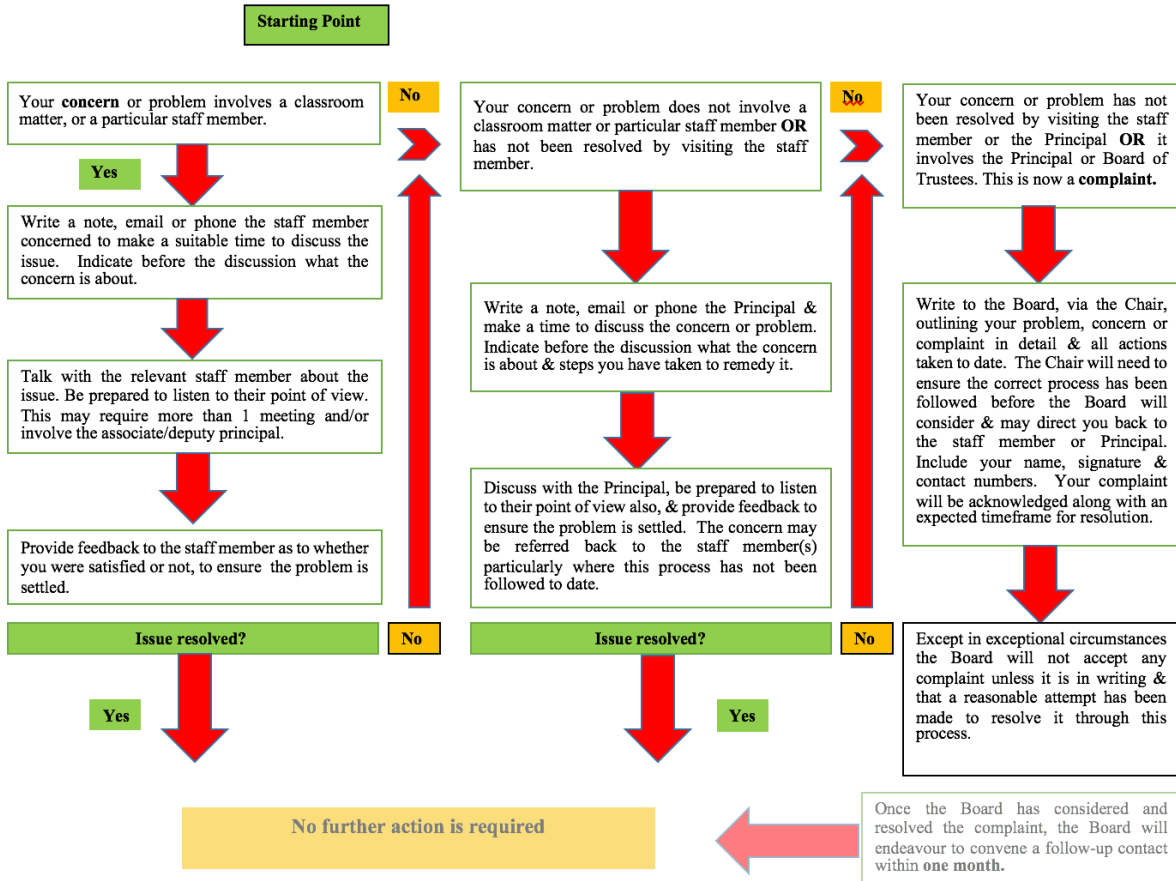 Starting Point
Your concern or problem involves a classroom
matter, or a particular staff member.
Yes
Write a note, email or phone the staff member
concerned to make a suitable time to discuss the
issue. Indicate before the discussion what the
concern is about.
Talk with the relevant staff member about the
issue. Be prepared to listen to their point of view.
This may require more than 1 meeting and/or
involve the associate/deputy principal.
Provide feedback to the staff member as to whether
you were satisfied or not, to ensure the problem is
settled.
Issue resolved?
No
Yes
No
Your concern or problem does not involve a
classroom matter or particular staff member OR
has not been resolved by visiting the staff
member.
Write a note, email or phone the Principal &
make a time to discuss the concern or problem.
Indicate before the discussion what the concern
is about & steps you have taken to remedy it.
Discuss with the Principal, be prepared to listen
to their point of view also, & provide feedback to
ensure the problem is settled. The concern may
be referred back to the staff member(s)
particularly where this process has not been
followed to date.
Issue resolved?
No
Yes
No
Your concern or problem has not
been resolved by visiting the staff
member or the Principal OR it
involves the Principal or Board of
Trustees. This is now a complaint.
Write to the Board, via the Chair,
outlining your problem, concern or
complaint in detail & all actions
taken to date. The Chair will need to
ensure the correct process has been
followed before the Board will
consider & may direct you back to
the staff member or Principal.
Include your name, signature &
contact numbers. Your complaint
will be acknowledged along with an
expected timeframe for resolution.
Except in exceptional circumstances
the Board will not accept any
complaint unless it is in writing &
that a reasonable attempt has been
made to resolve it through this
process.
Once the Board has considered and
resolved the complaint, the Board will
endeavour to convene a follow-up contact
within one month.
No further action is required